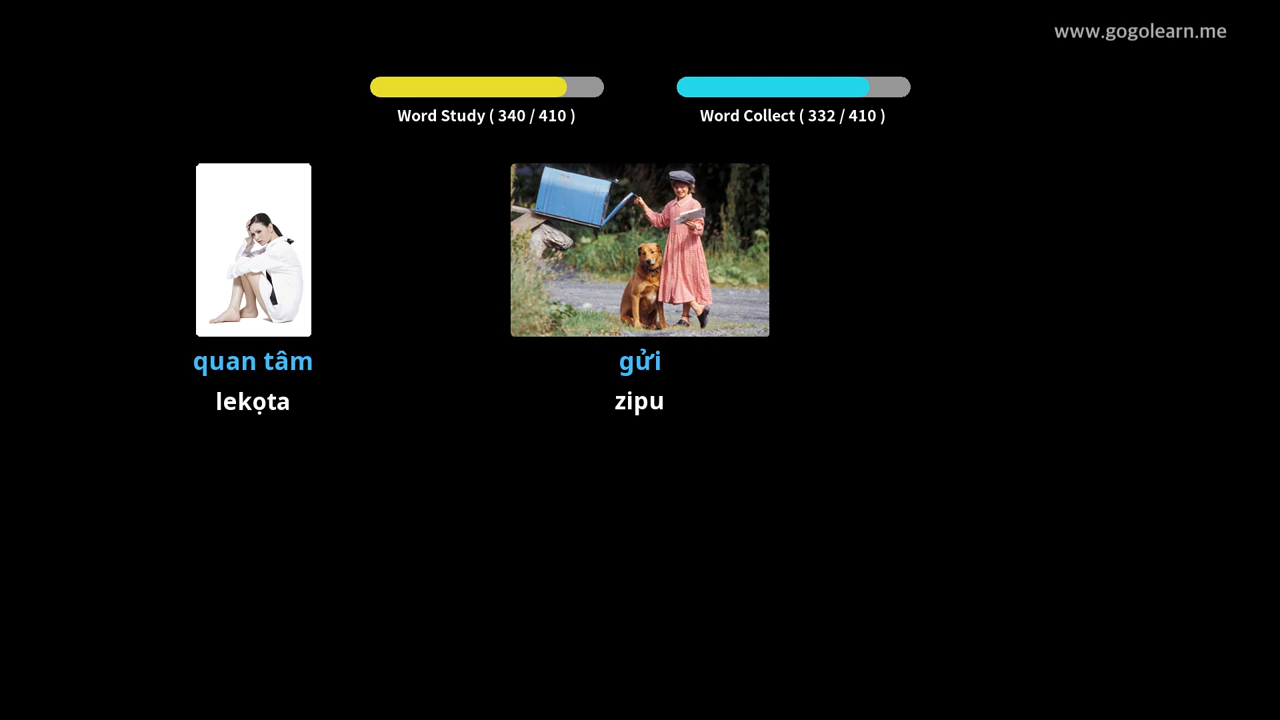 www.gogolearn.me
Word Study ( 340 / 410 )
Word Collect ( 332 / 410 )
quan tâm
lekọta
gửi
zipu